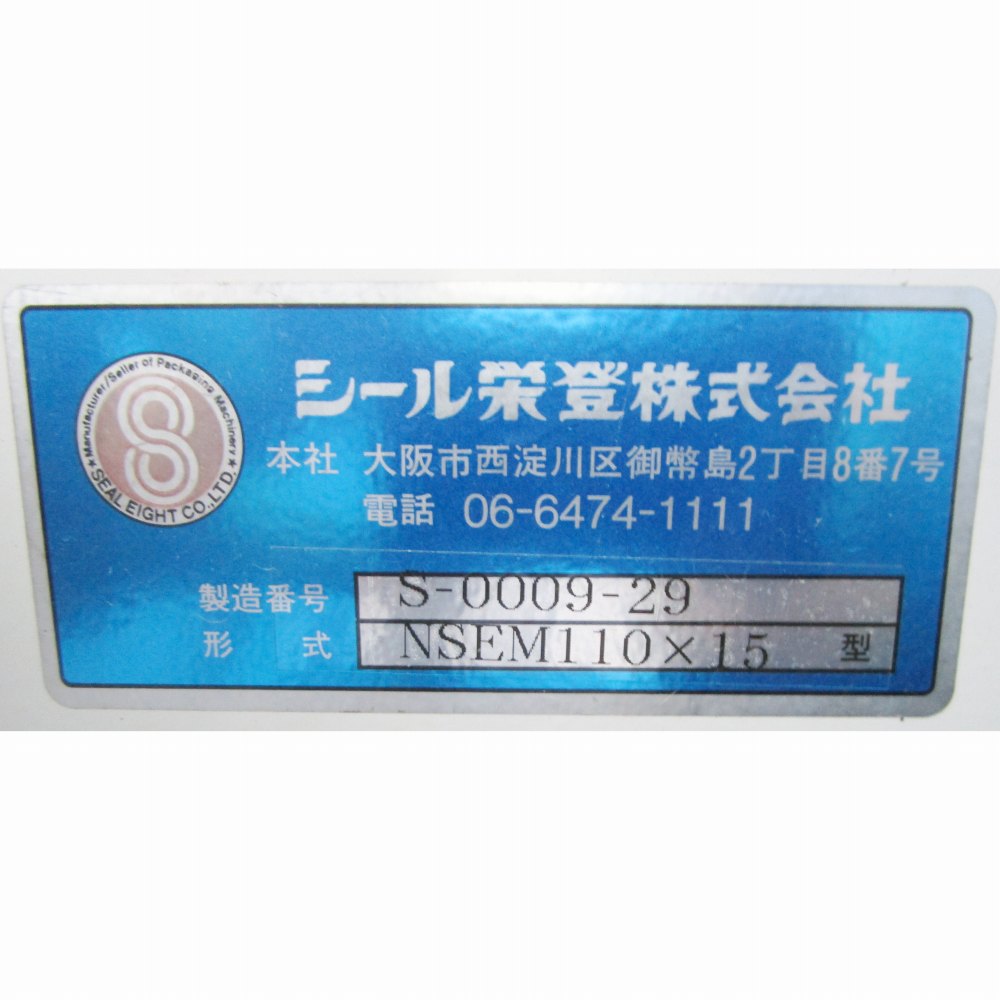 ★Manufacturer/Seller of Packaging Machinery★
SEAL EIGHT CO.,LTD.
シール栄登株式会社
本社 大阪市西淀川区御幣島2丁目8番7号
電話 06-6474-1111
製造番号 S-0009-29
形式 NSEM110×15 型